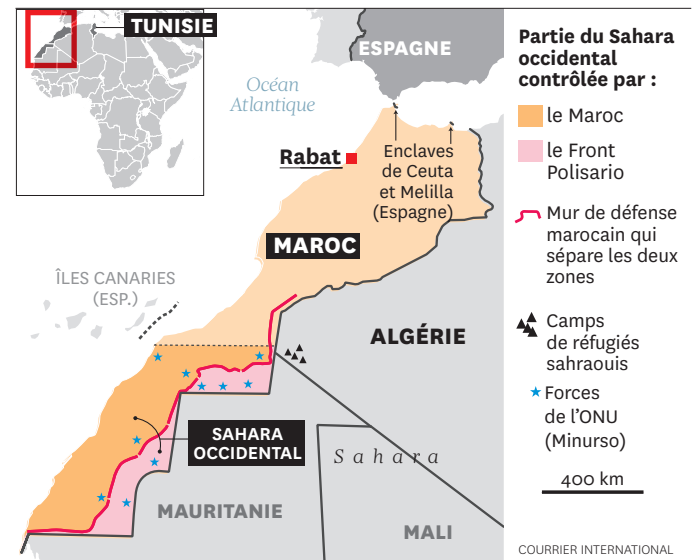 TUNISIE
ESPAGNE
Océan
Atlantique
Rabat
Enclaves
de Ceuta
et Melilla
(Espagne)
MAROC
ÎLES CANARIES
(ESP.)
ALGÉRIE
SAHARA
OCCIDENTAL
Sahara
MAURITANIE
MALI
Partie du Sahara
occidental
contrôlée par :
le Maroc
le Front
Polisario
Mur de défense
marocain qui
sépare les deux
zones
Camps
de réfugiés
sahraouis
Forces
de l’ONU
(Minurso)
400 km
COURRIER INTERNATIONAL